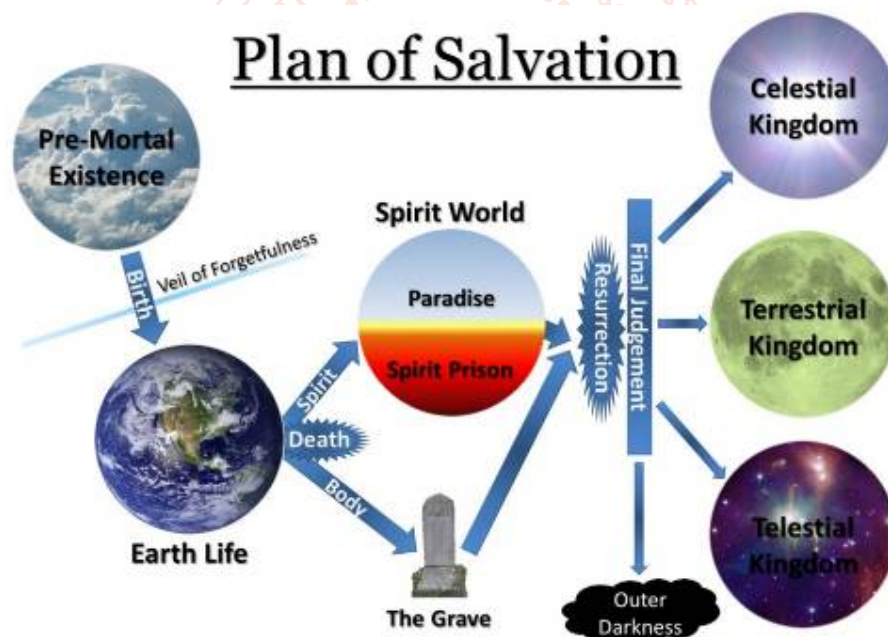 Plan of Salvation
Pre-Mortal
Existence
Birth
Veil of Forgetfulness
Earth Life
Spirit
Death
Body
Spirit World
Paradise
Spirit Prison
The Grave
Resurrection
Final Judgement
Celestial
Kingdom
Terrestrial
Kingdom
Telestial
Kingdom
Outer
Darkness